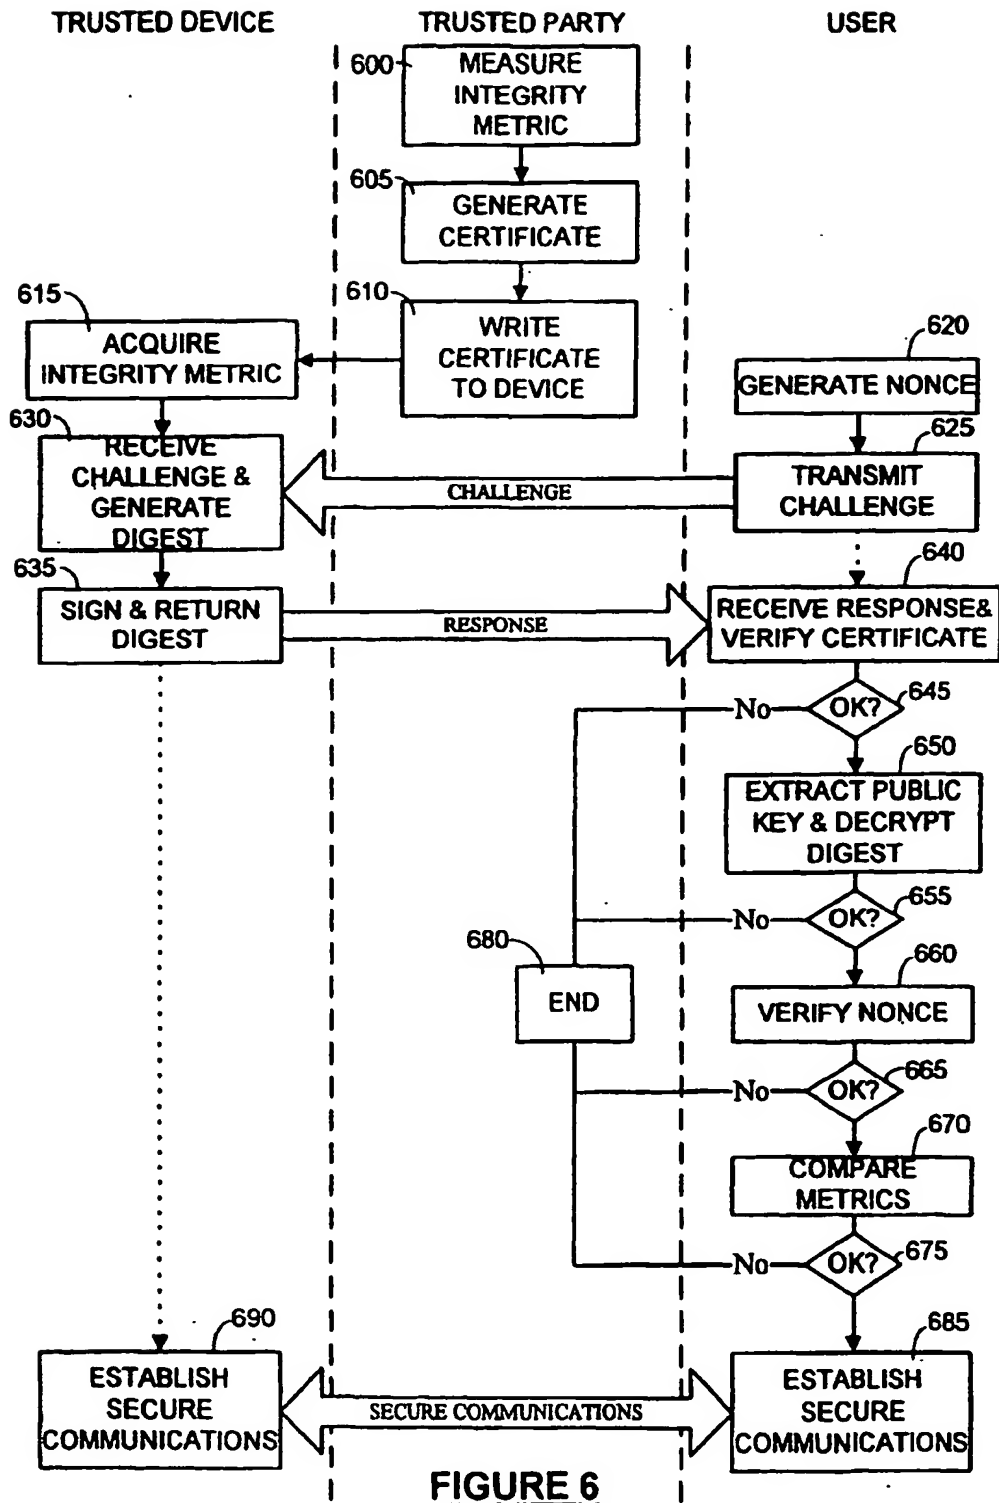 TRUSTED DEVICE
TRUSTED PARTY
USER
600
MEASURE
INTEGRITY
METRIC
605
GENERATE
CERTIFICATE
610
WRITE
CERTIFICATE
TO DEVICE
615
ACQUIRE
INTEGRITY METRIC
620
GENERATE NONCE
630
RECEIVE
CHALLENGE &
GENERATE
DIGEST
625
TRANSMIT
CHALLENGE
CHALLENGE
635
SIGN & RETURN
DIGEST
RESPONSE
640
RECEIVE RESPONSE&
VERIFY CERTIFICATE
645
OK?
No
650
EXTRACT PUBLIC
KEY & DECRYPT
DIGEST
655
OK?
No
680
END
660
VERIFY NONCE
665
OK?
No
670
COMPARE
METRICS
675
OK?
No
690
ESTABLISH
SECURE
COMMUNICATIONS
SECURE COMMUNICATIONS
685
ESTABLISH
SECURE
COMMUNICATIONS
FIGURE 6